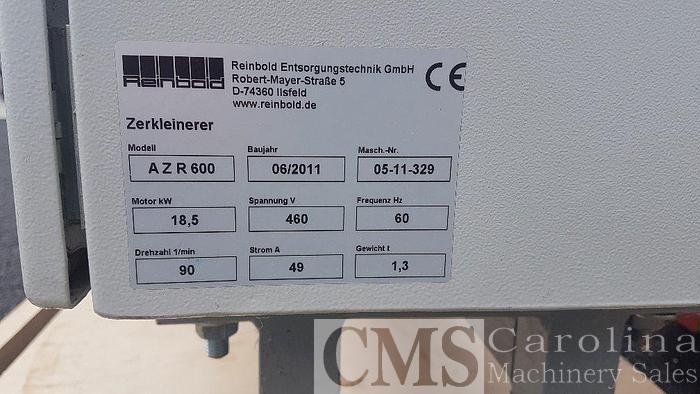 Reinbold
Reinbold Entsorgungstechnik GmbH
Robert-Mayer-Straße 5
D-74360 Ilsfeld
www.reinbold.de
CE
Zerkleinerer
Modell Baujahr Masch.-Nr.
A Z R 600 06/2011 05-11-329
Motor kW Spannung V Frequenz Hz
18,5 460 60
Drehzahl 1/min Strom A Gewicht t
90 49 1,3
CMS Carolina
Machinery Sales